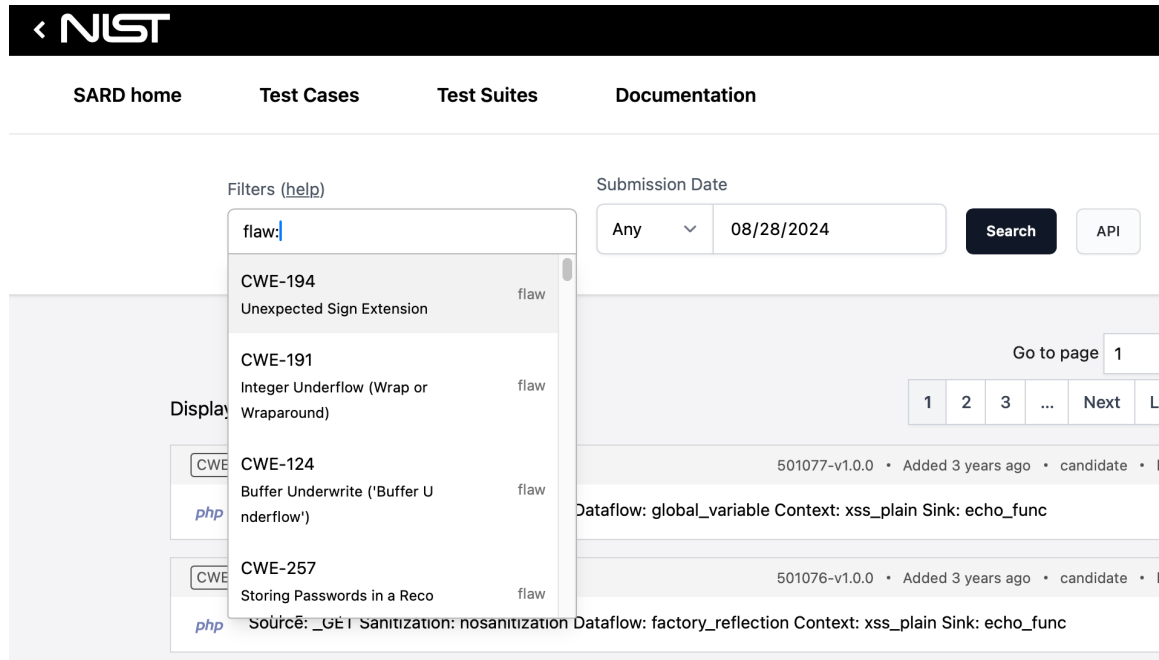 NIST
SARD home Test Cases Test Suites Documentation
Filters (help)
Submission Date
flaw:
Any 08/28/2024 Search API
CWE-194
Unexpected Sign Extension
flaw
CWE-191
Integer Underflow (Wrap or
Wraparound)
flaw
CWE-124
Buffer Underwrite ('Buffer U
nderflow')
flaw
CWE-257
Storing Passwords in a Reco
flaw
Go to page 1
Display
1 2 3 ... Next L
CWE 501077-v1.0.0 • Added 3 years ago • candidate •
php Dataflow: global_variable Context: xss_plain Sink: echo_func
CWE 501076-v1.0.0 • Added 3 years ago • candidate •
php Source: _GET Sanitization: nosanitization Dataflow: factory_reflection Context: xss_plain Sink: echo_func